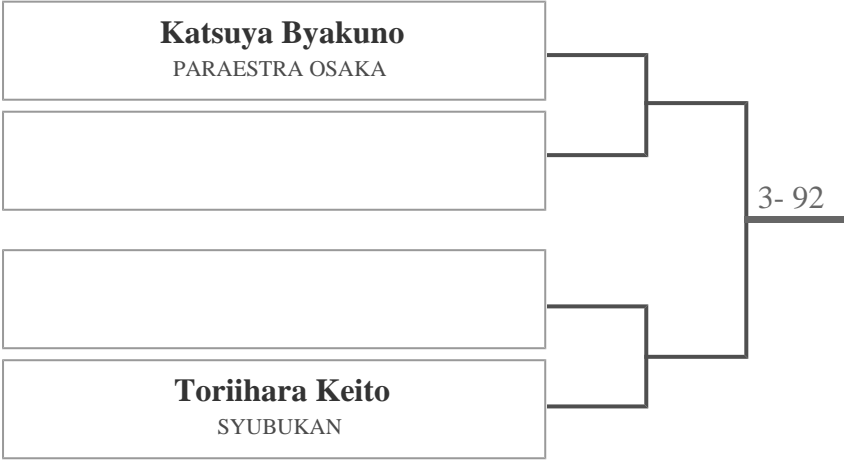 Katsuya Byakuno
PARAESTRA OSAKA
3- 92
Toriihara Keito
SYUBUKAN